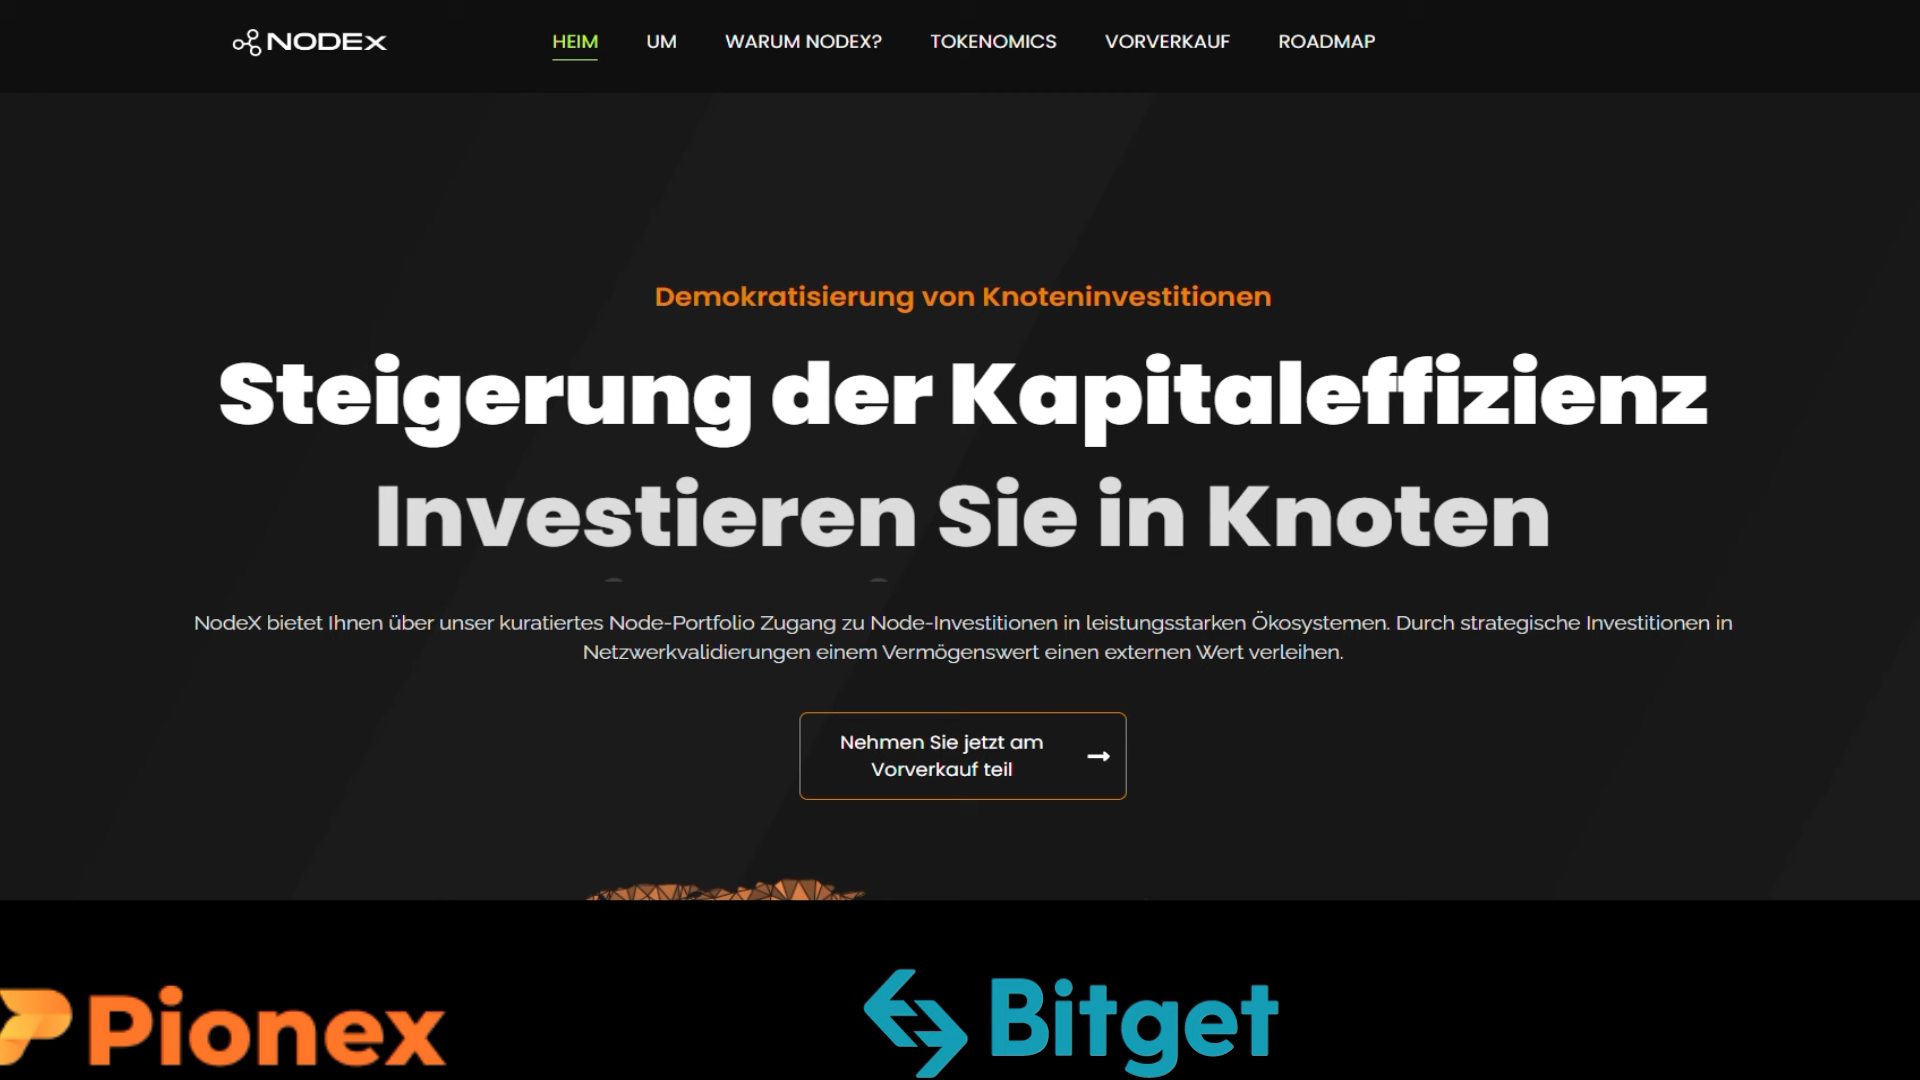 NODEX
HEIM UM WARUM NODEX? TOKENOMICS VORVERKAUF ROADMAP
Demokratisierung von Knoteninvestitionen
Steigerung der Kapitaleffizienz
Investieren Sie in Knoten
NodeX bietet Ihnen über unser kuratiertes Node-Portfolio Zugang zu Node-Investitionen in leistungsstarken Ökosystemen. Durch strategische Investitionen in
Netzwerkvalidierungen einem Vermögenswert einen externen Wert verleihen.
Nehmen Sie jetzt am
Vorverkauf teil
Pionex
Bitget